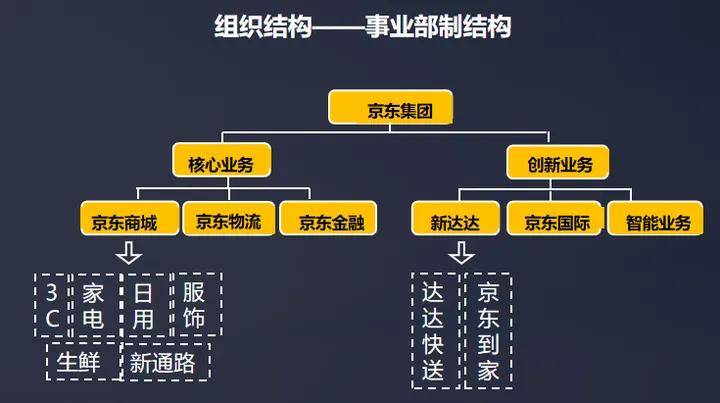 组织结构——事业部制结构
京东集团
核心业务
创新业务
京东商城
京东物流
京东金融
新达达
京东国际
智能业务
3C
家电
日用
服饰
生鲜
新通路
达达快送
京东到家